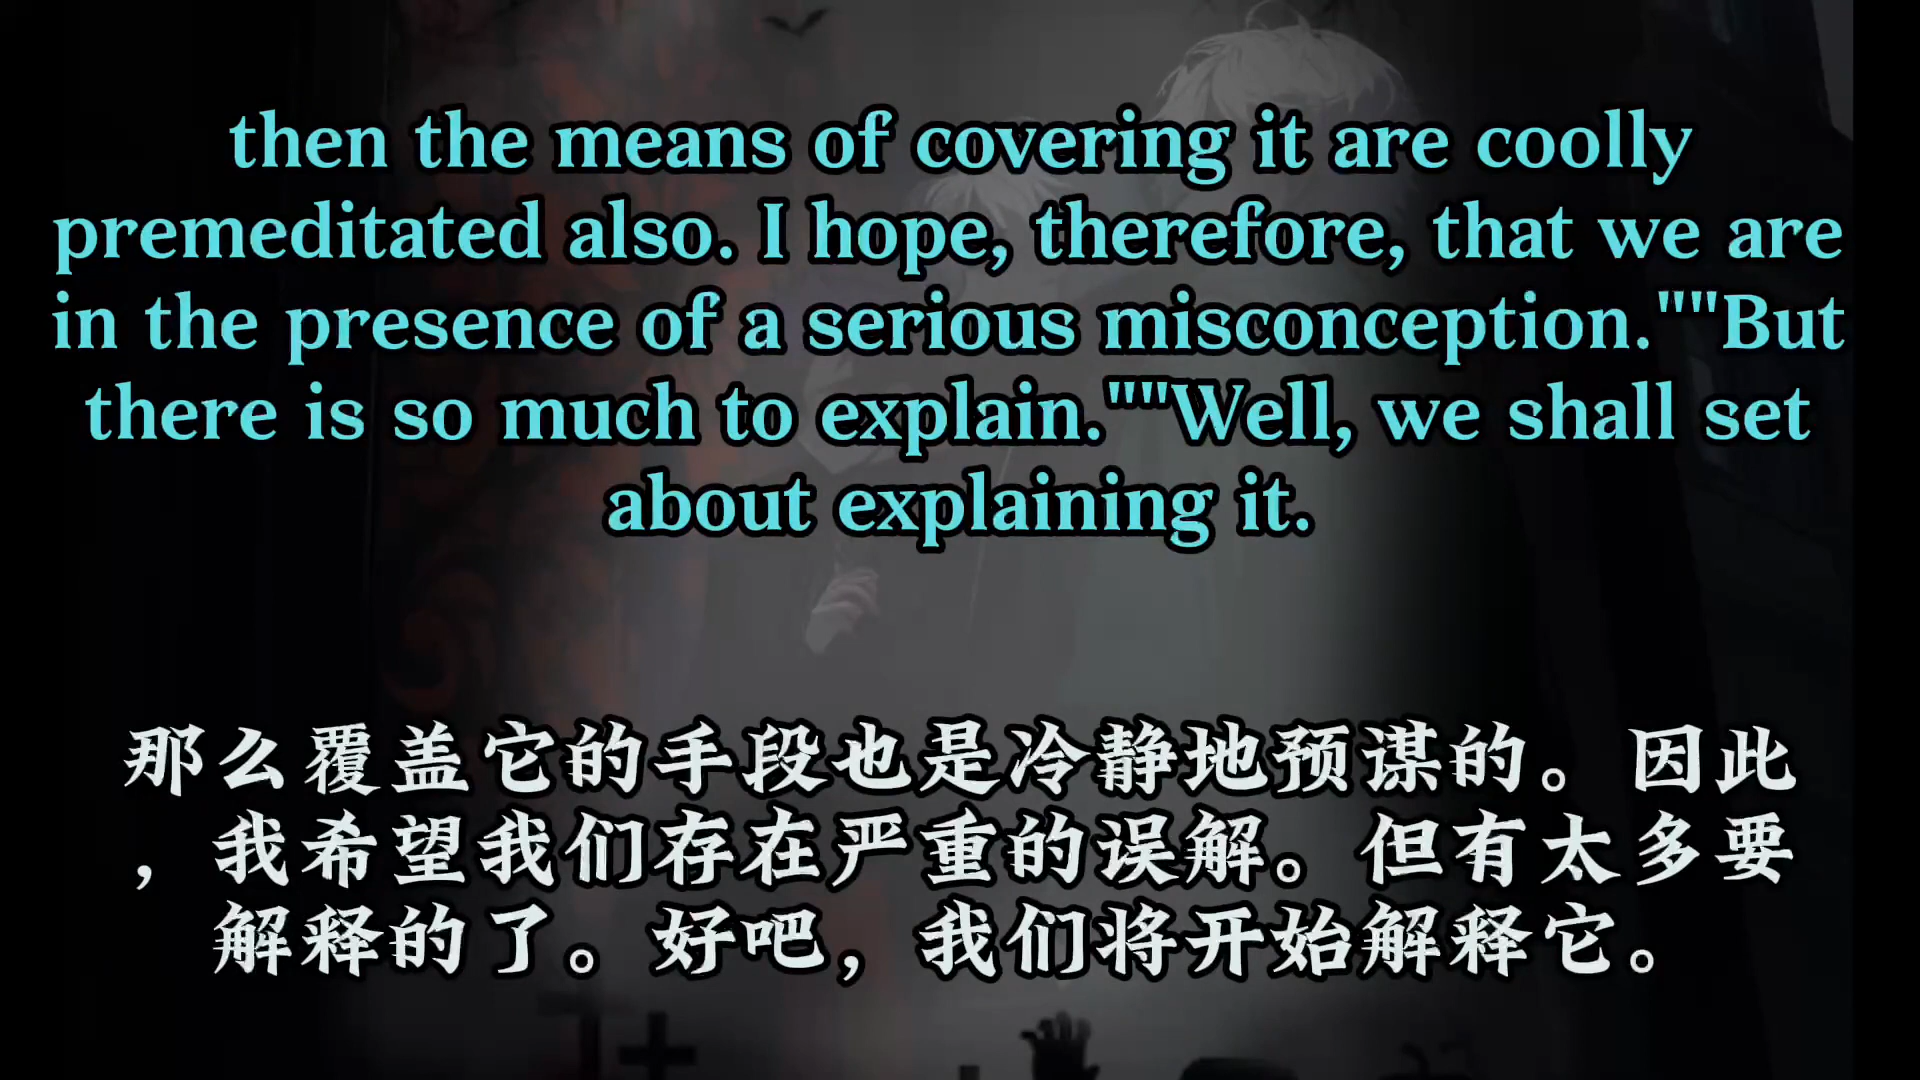 then the means of covering it are coolly
premeditated also. I hope, therefore, that we are
in the presence of a serious misconception.""But
there is so much to explain.""Well, we shall set
about explaining it.
那么覆盖它的手段也是冷静地预谋的。因此
，我希望我们存在严重的误解。但有太多要
解释的了。好吧，我们将开始解释它。